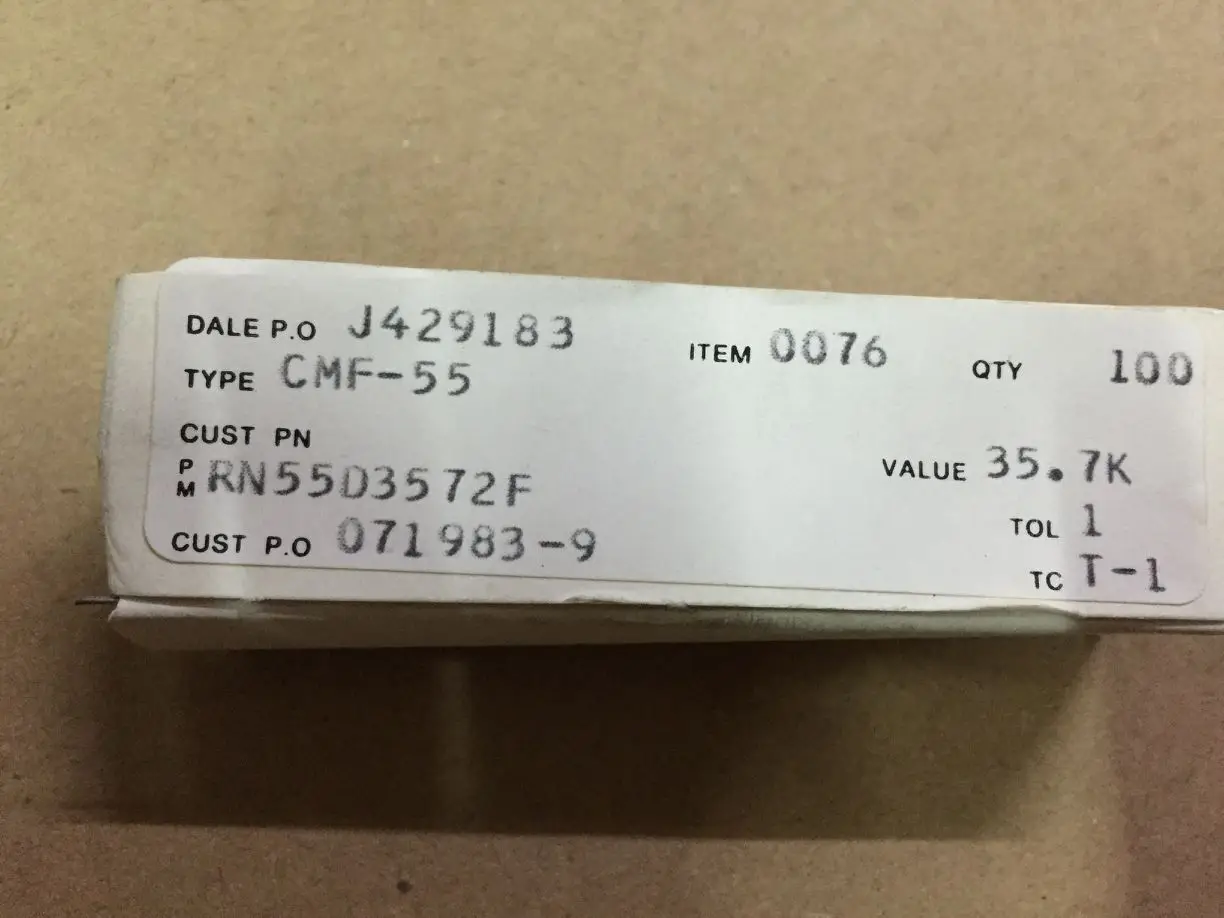 DALE P.O J429183 ITEM 0076 QTY 100
TYPE CMF-55
CUST PN
PM RN55D3572F VALUE 35.7K
CUST P.O 071983-9 TOL 1
TC T-1